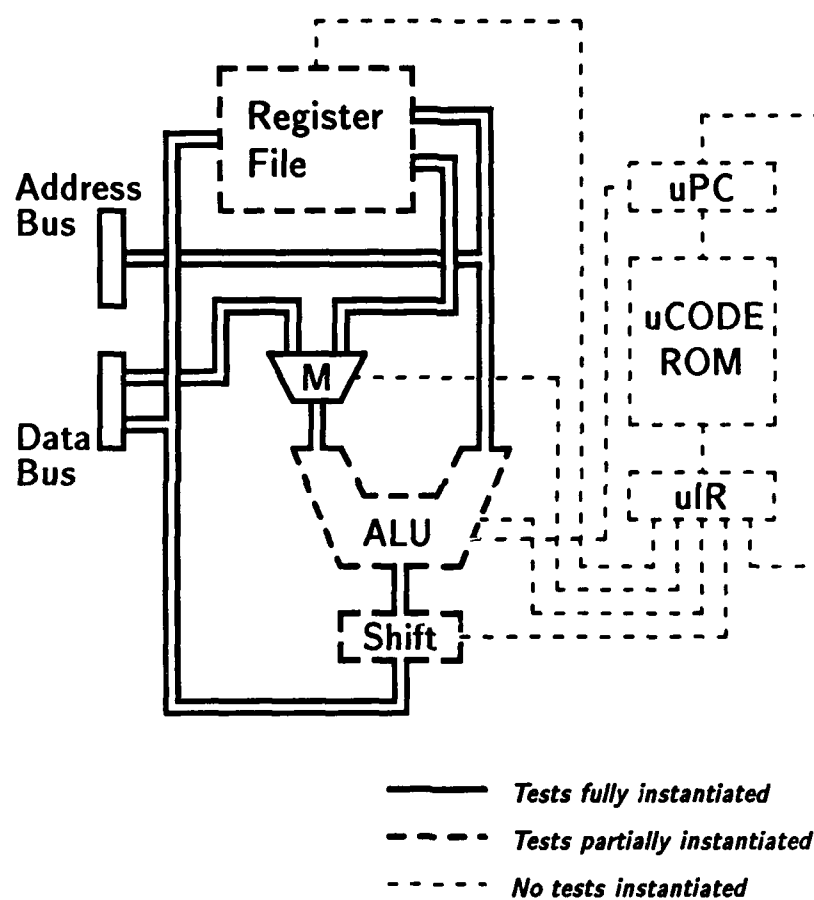 Register
File
Address
Bus
uPC
uCODE
ROM
M
Data
Bus
uIR
ALU
Shift
Tests fully instantiated
Tests partially instantiated
No tests instantiated